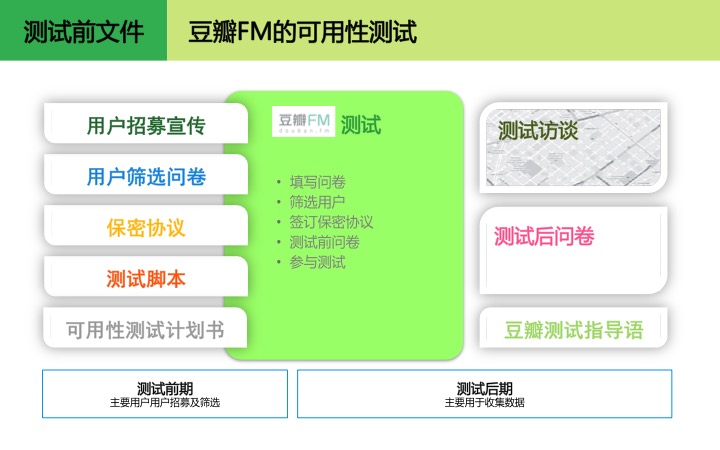 测试前文件
豆瓣FM的可用性测试
用户招募宣传
用户筛选问卷
保密协议
测试脚本
可用性测试计划书
豆瓣FM
douban.fm
测试
• 填写问卷
• 筛选用户
• 签订保密协议
• 测试前问卷
• 参与测试
测试访谈
测试后问卷
豆瓣测试指导语
测试前期
主要用户用户招募及筛选
测试后期
主要用于收集数据